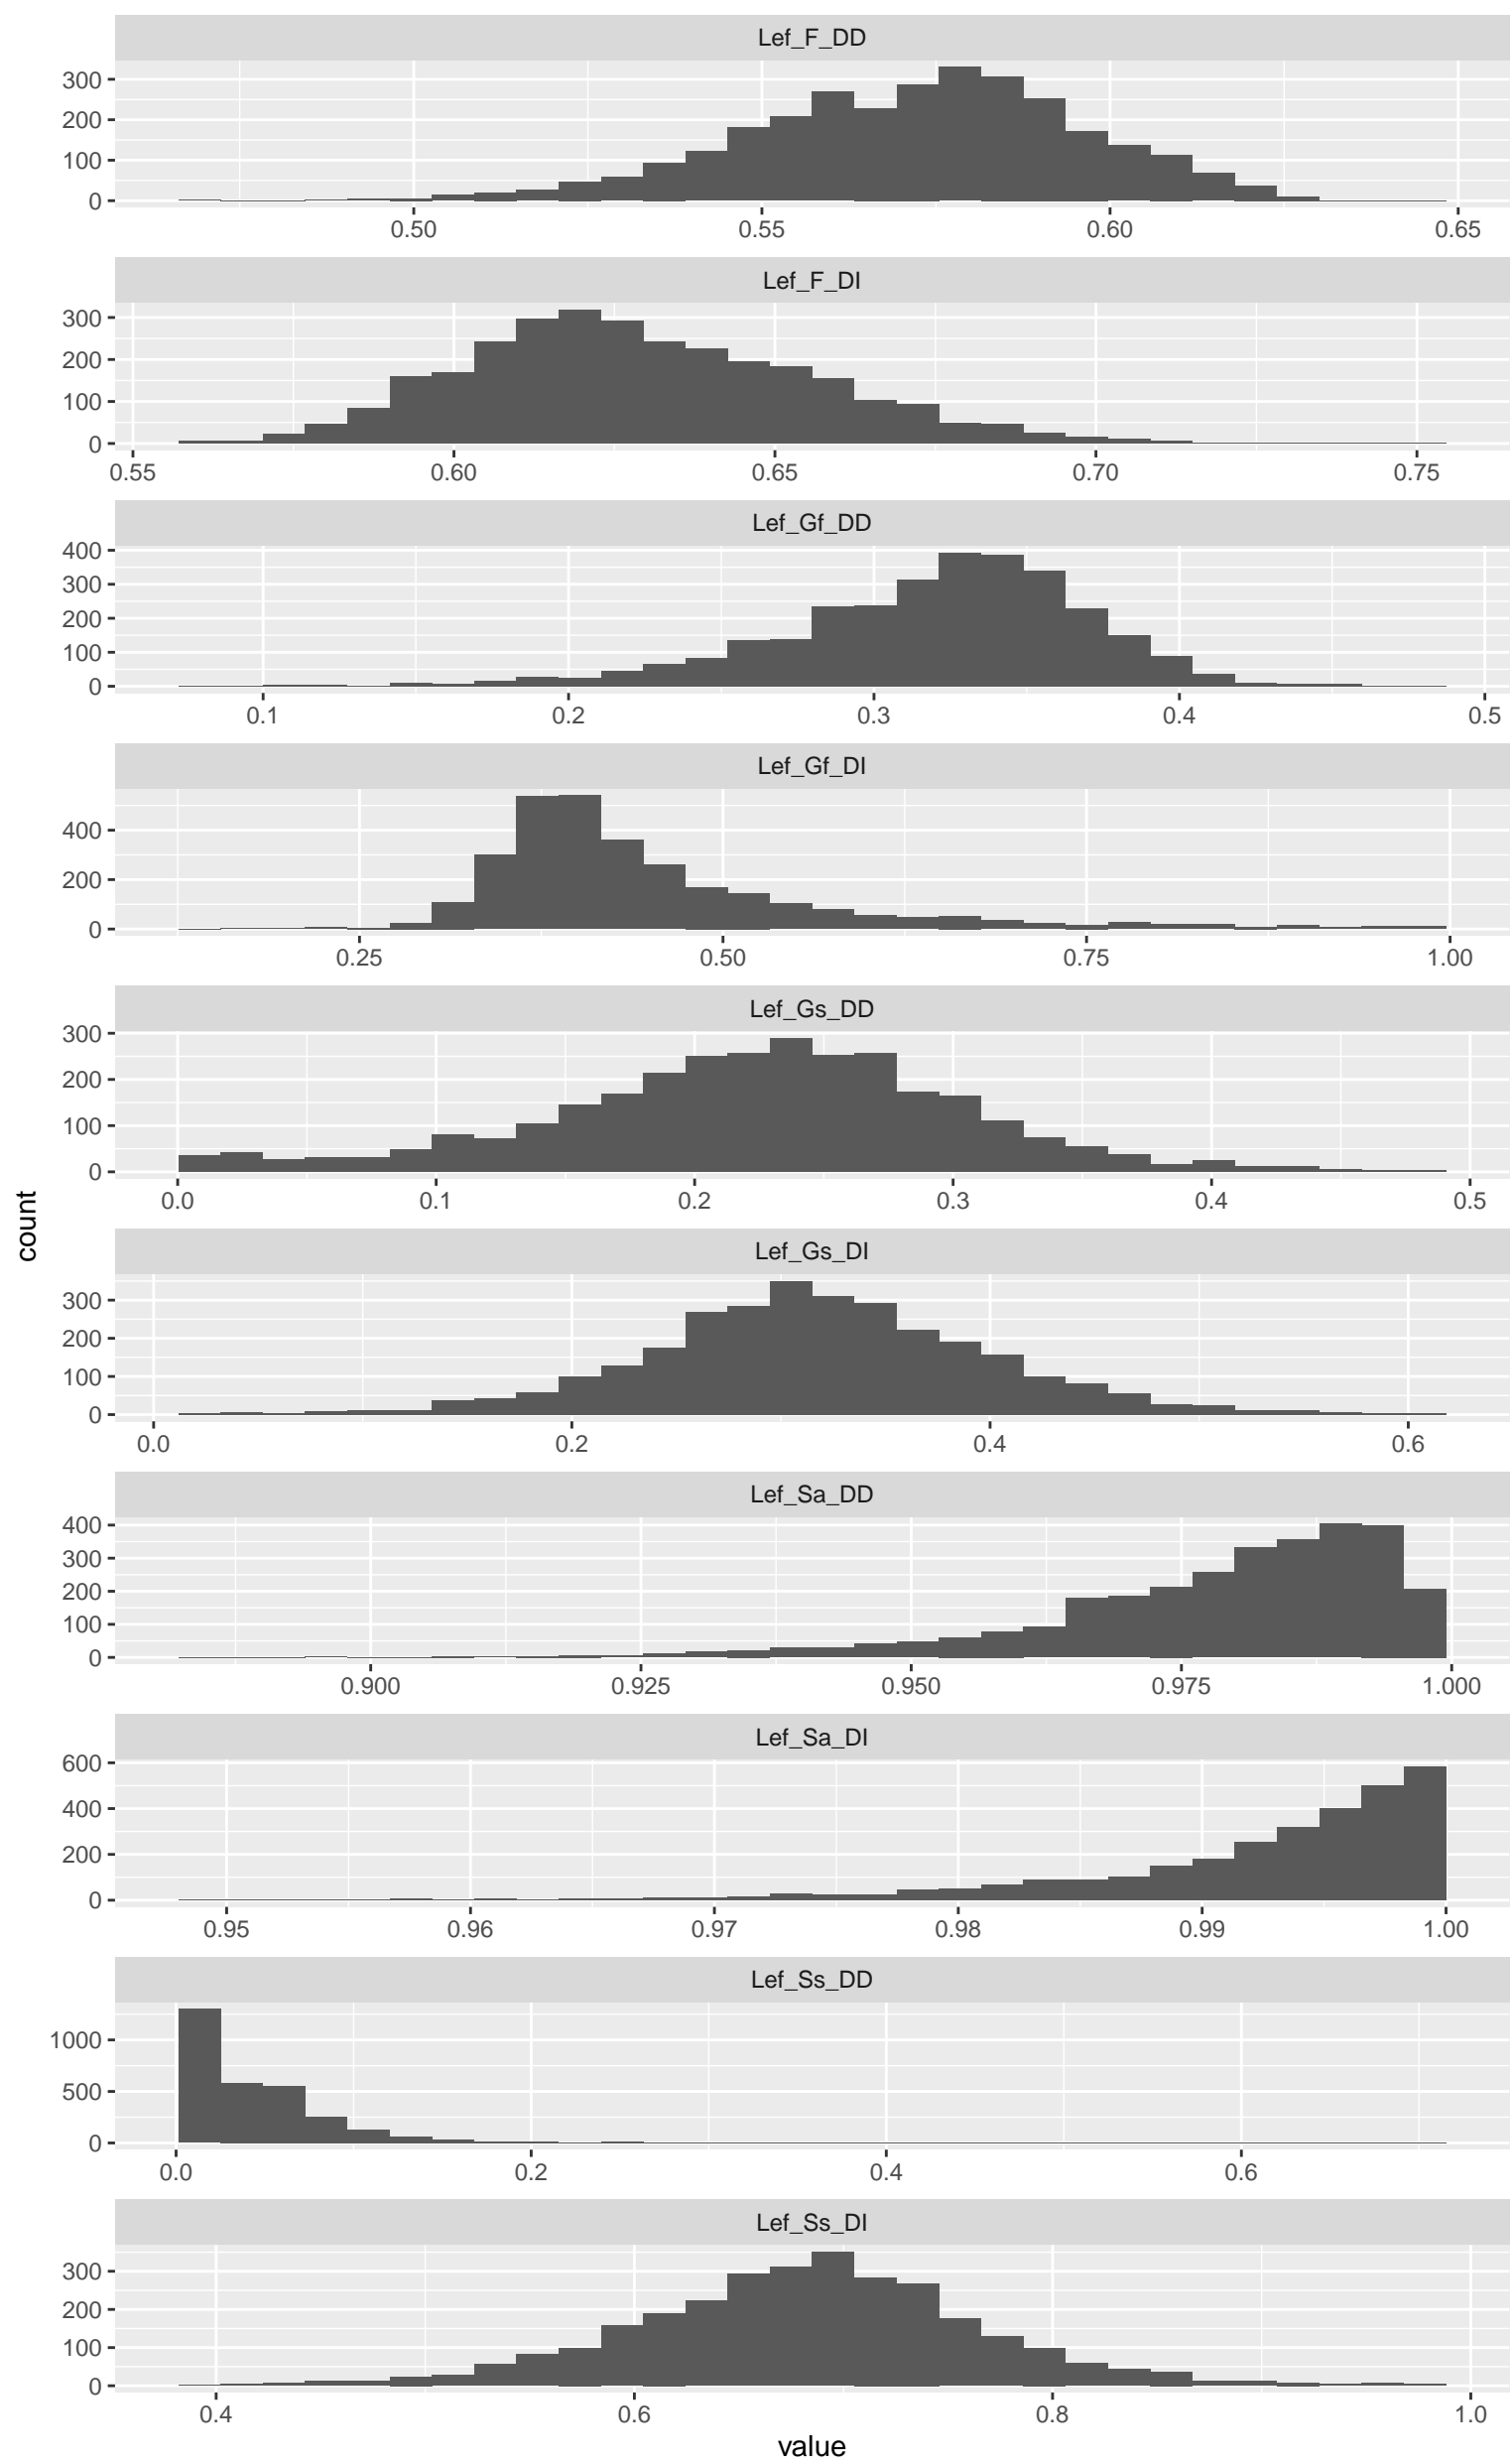 Lef_F_DD
300
200
100
0
0.50 0.55 0.60 0.65
Lef_F_DI
300
200
100
0
0.55 0.60 0.65 0.70 0.75
Lef_Gf_DD
400
300
200
100
0
0.1 0.2 0.3 0.4 0.5
Lef_Gf_DI
400
200
0
0.25 0.50 0.75 1.00
Lef_Gs_DD
300
200
100
0
0.0 0.1 0.2 0.3 0.4 0.5
count
Lef_Gs_DI
300
200
100
0
0.0 0.2 0.4 0.6
Lef_Sa_DD
400
300
200
100
0
0.900 0.925 0.950 0.975 1.000
Lef_Sa_DI
600
400
200
0
0.95 0.96 0.97 0.98 0.99 1.00
Lef_Ss_DD
1000
500
0
0.0 0.2 0.4 0.6
Lef_Ss_DI
300
200
100
0
0.4 0.6 0.8 1.0
value